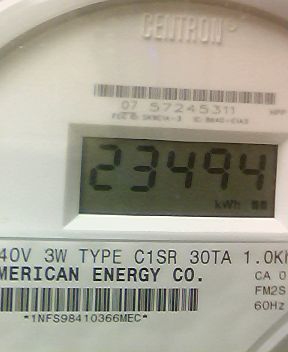 CENTRON
07 57245311
23494
kWh
40V 3W TYPE C1SR 30TA 1.0Kh
MERICAN ENERGY CO.
CA 0
FM2S
60Hz
*1NFS98410366MEC*